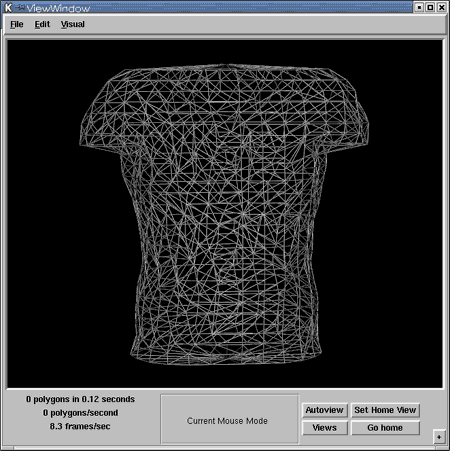 K ViewWindow
File Edit Visual
0 polygons in 0.12 seconds
0 polygons/second
8.3 frames/sec
Current Mouse Mode
Autoview Set Home View
Views Go home
+